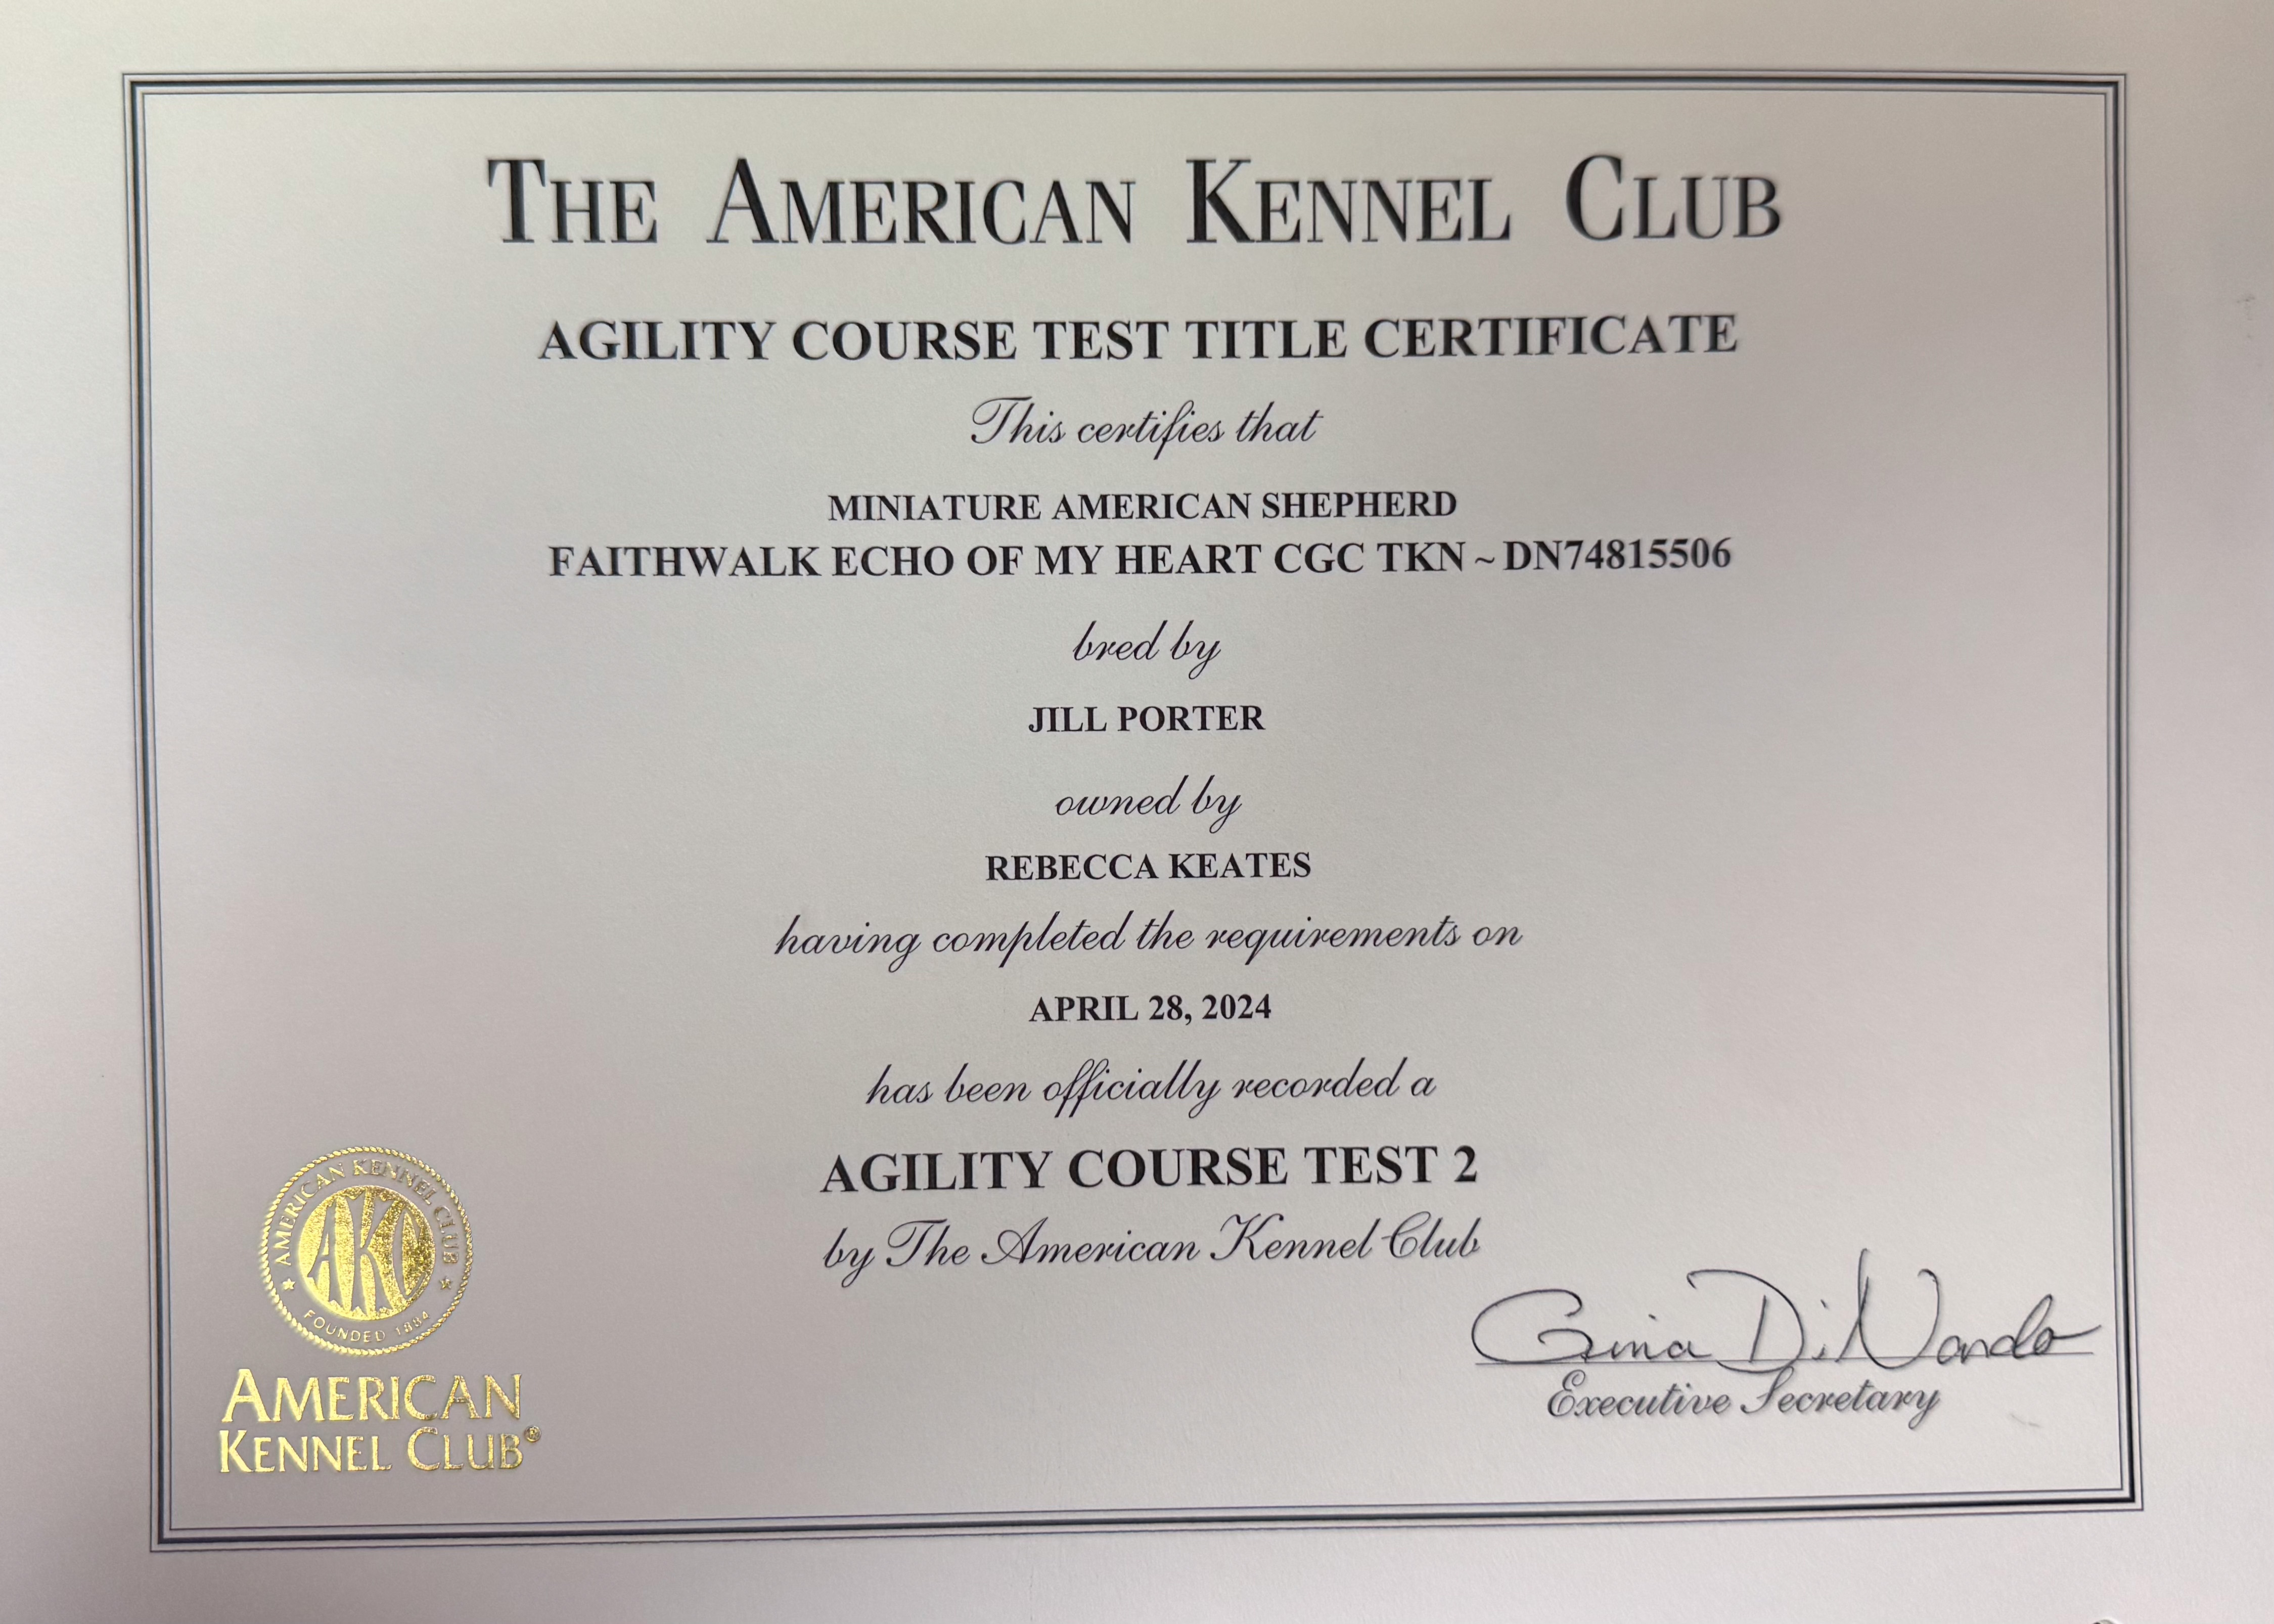 THE AMERICAN KENNEL CLUB
AGILITY COURSE TEST TITLE CERTIFICATE
This certifies that
MINIATURE AMERICAN SHEPHERD
FAITHWALK ECHO OF MY HEART CGC TKN ~ DN74815506
bred by
JILL PORTER
owned by
REBECCA KEATES
having completed the requirements on
APRIL 28, 2024
has been officially recorded a
AGILITY COURSE TEST 2
by The American Kennel Club
AMERICAN KENNEL CLUB
AKC
FOUNDED 1884
AMERICAN
KENNEL CLUB®
Gina DiNardo
Executive Secretary